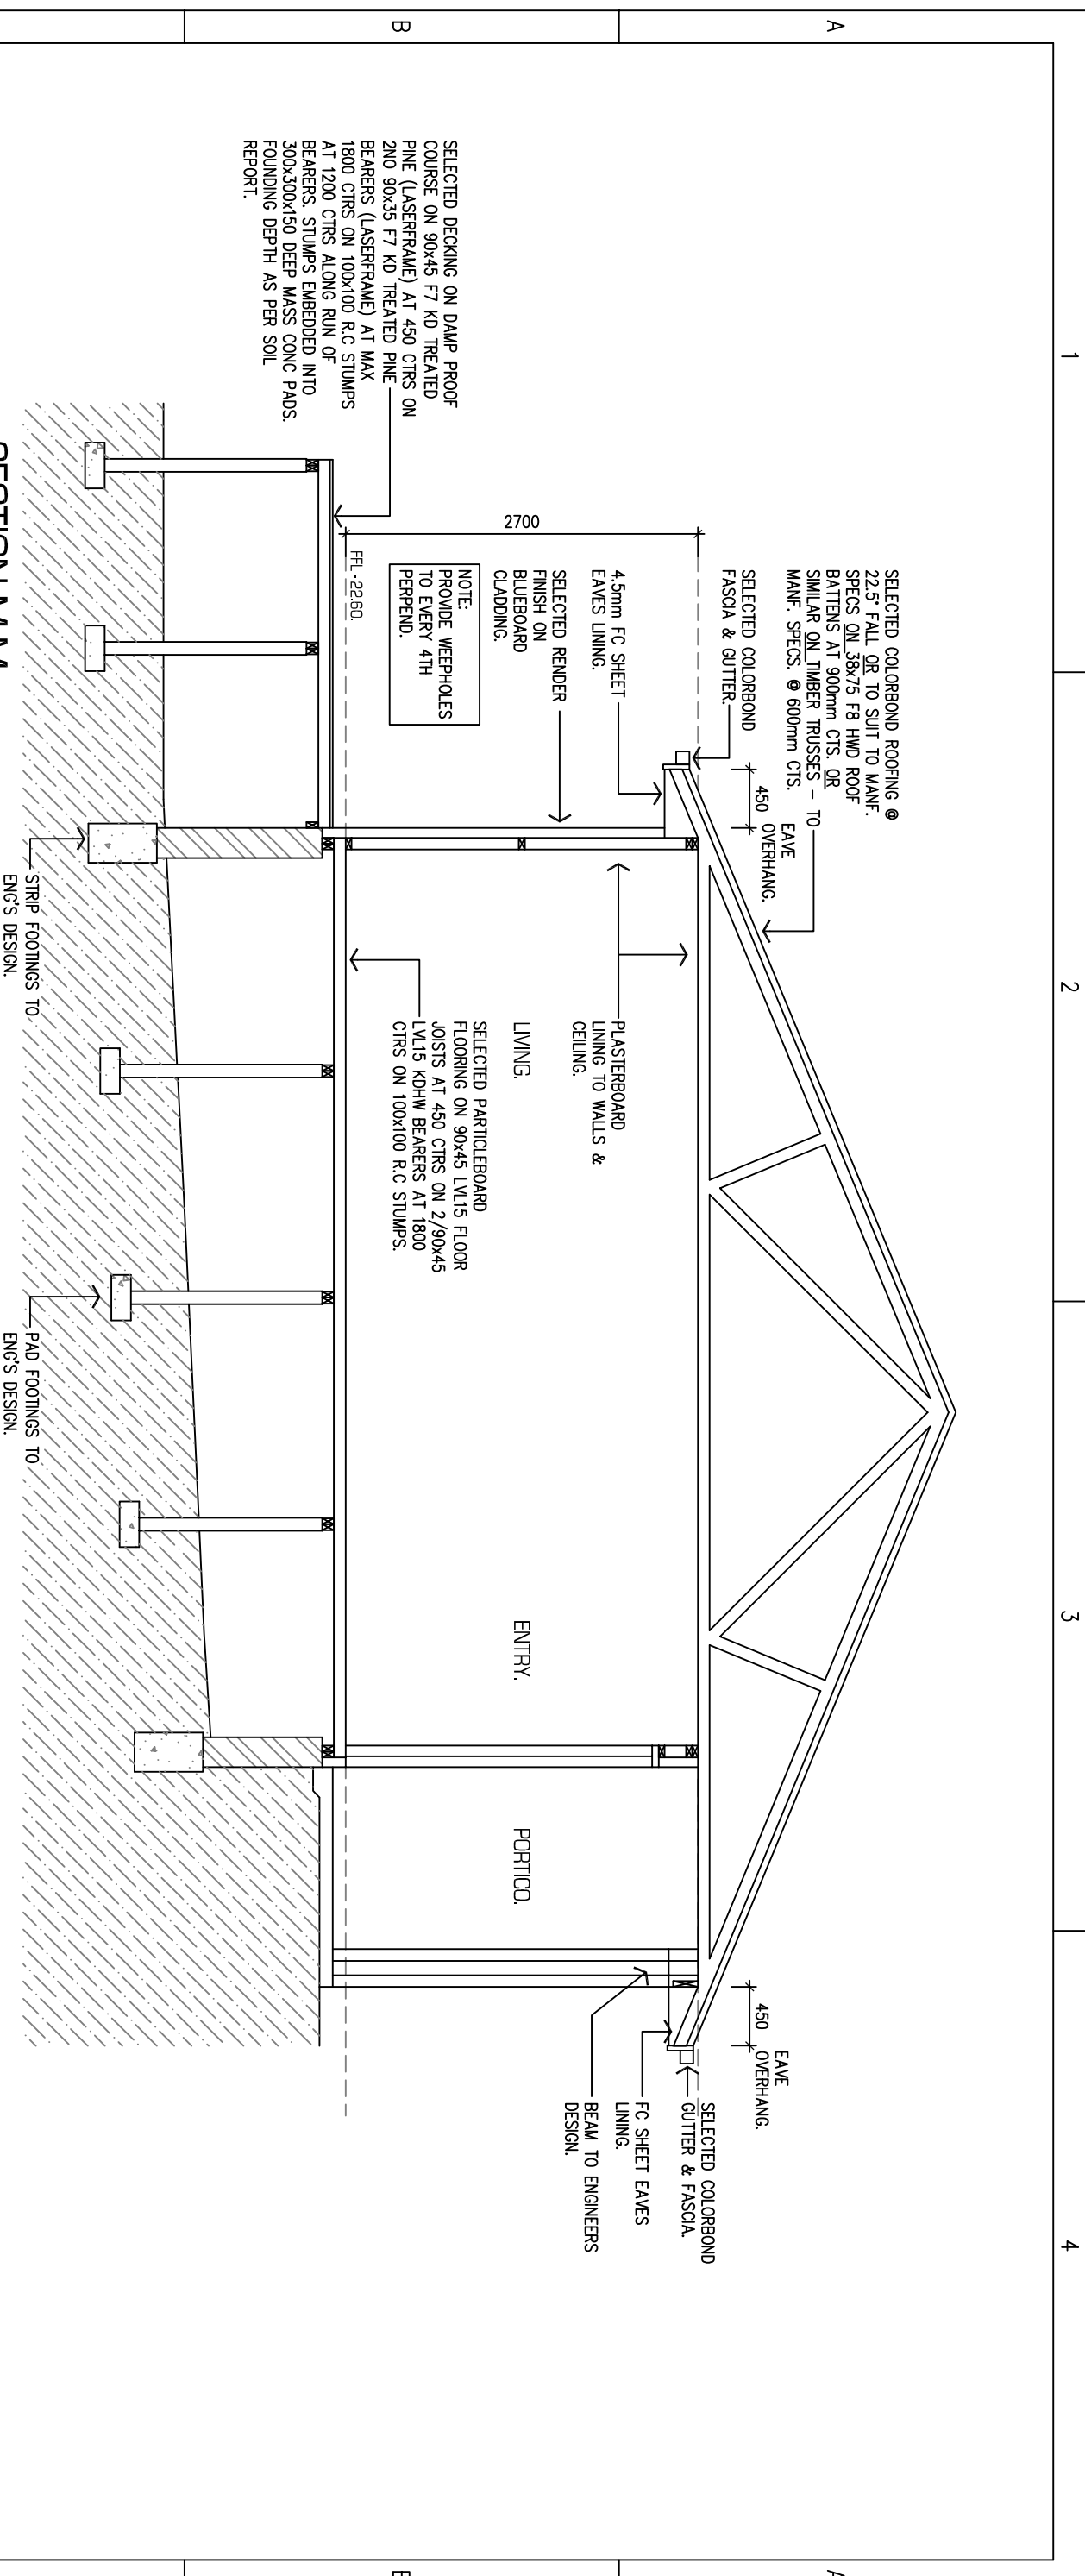 1
2
3
4
A
B
A
SELECTED COLORBOND ROOFING @
22.5° FALL OR TO SUIT TO MANF.
SPECS ON 38x75 F8 HWD ROOF
BATTENS AT 900mm CTS. OR
SIMILAR ON TIMBER TRUSSES - TO
MANF. SPECS. @ 600mm CTS.
EAVE
OVERHANG.
450
SELECTED COLORBOND
FASCIA & GUTTER.
4.5mm FC SHEET
EAVES LINING.
SELECTED RENDER
FINISH ON
BLUEBOARD
CLADDING.
NOTE:
PROVIDE WEEPHOLES
TO EVERY 4TH
PERPEND.
2700
FFL - 22.60.
SELECTED DECKING ON DAMP PROOF
COURSE ON 90x45 F7 KD TREATED
PINE (LASERFRAME) AT 450 CTRS ON
2NO 90x35 F7 KD TREATED PINE
BEARERS (LASERFRAME) AT MAX
1800 CTRS ON 100x100 R.C STUMPS
AT 1200 CTRS ALONG RUN OF
BEARERS. STUMPS EMBEDDED INTO
300x300x150 DEEP MASS CONC PADS.
FOUNDING DEPTH AS PER SOIL
REPORT.
PLASTERBOARD
LINING TO WALLS &
CEILING.
LIVING.
SELECTED PARTICLEBOARD
FLOORING ON 90x45 LVL15 FLOOR
JOISTS AT 450 CTRS ON 2/90x45
LVL15 KDHW BEARERS AT 1800
CTRS ON 100x100 R.C STUMPS.
ENTRY.
PORTICO.
EAVE
OVERHANG.
450
SELECTED COLORBOND
GUTTER & FASCIA.
FC SHEET EAVES
LINING.
BEAM TO ENGINEERS
DESIGN.
STRIP FOOTINGS TO
ENG'S DESIGN.
PAD FOOTINGS TO
ENG'S DESIGN.
SECTION M.M